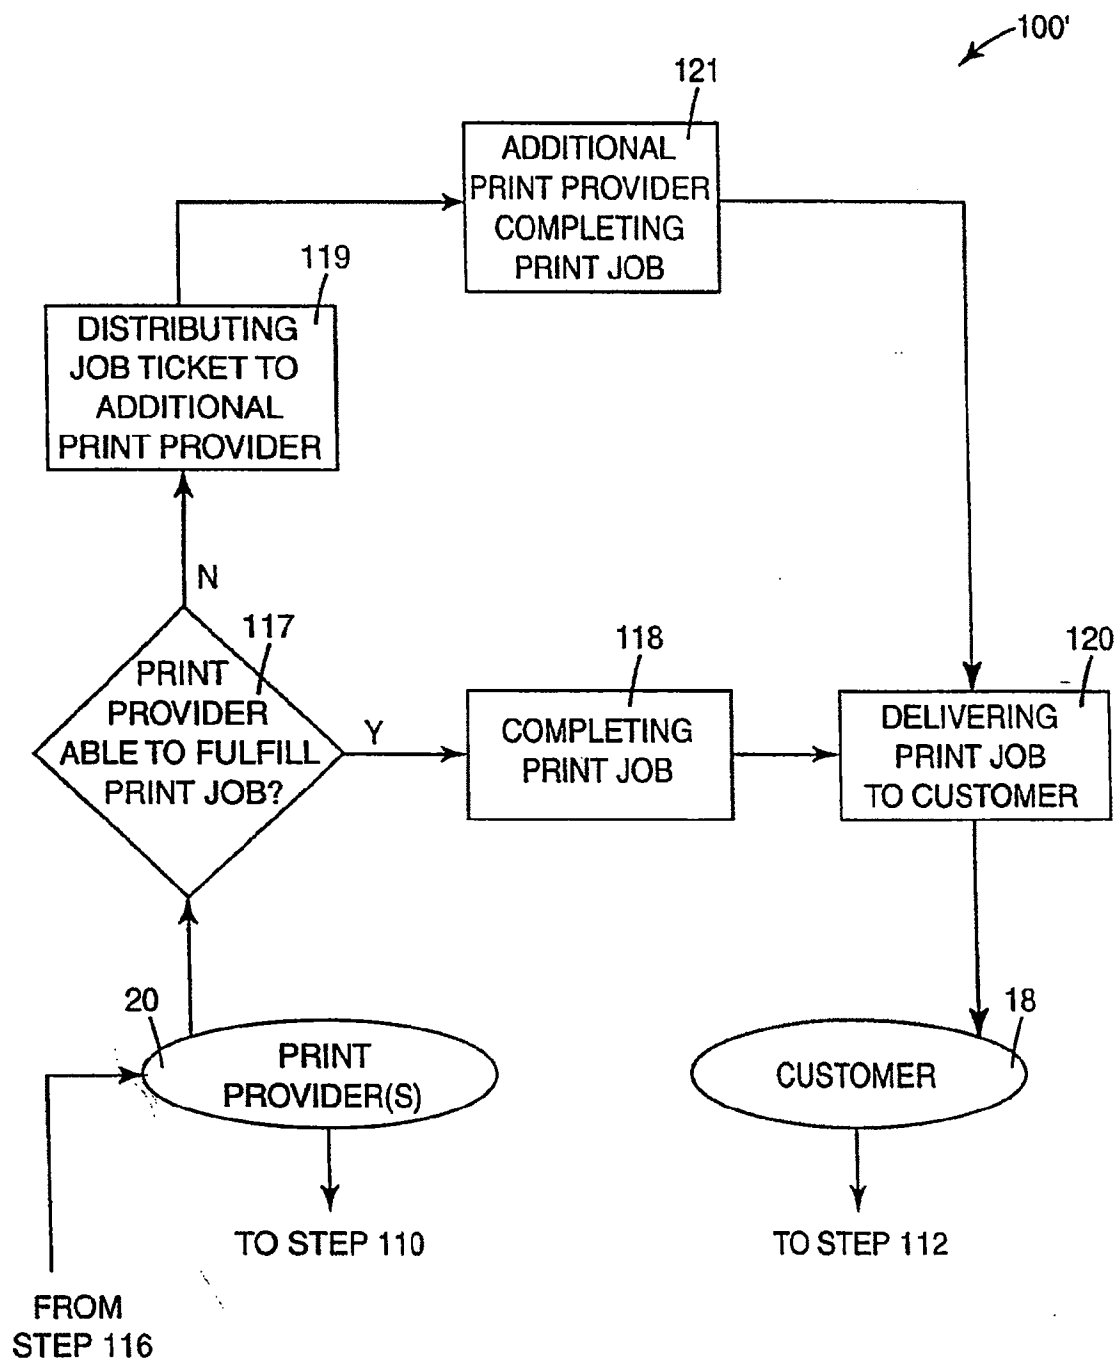 100'
121
ADDITIONAL
PRINT PROVIDER
COMPLETING
PRINT JOB
119
DISTRIBUTING
JOB TICKET TO
ADDITIONAL
PRINT PROVIDER
N
117
PRINT
PROVIDER
ABLE TO FULFILL
PRINT JOB?
Y
118
COMPLETING
PRINT JOB
120
DELIVERING
PRINT JOB
TO CUSTOMER
20
PRINT
PROVIDER(S)
18
CUSTOMER
TO STEP 110
TO STEP 112
FROM
STEP 116